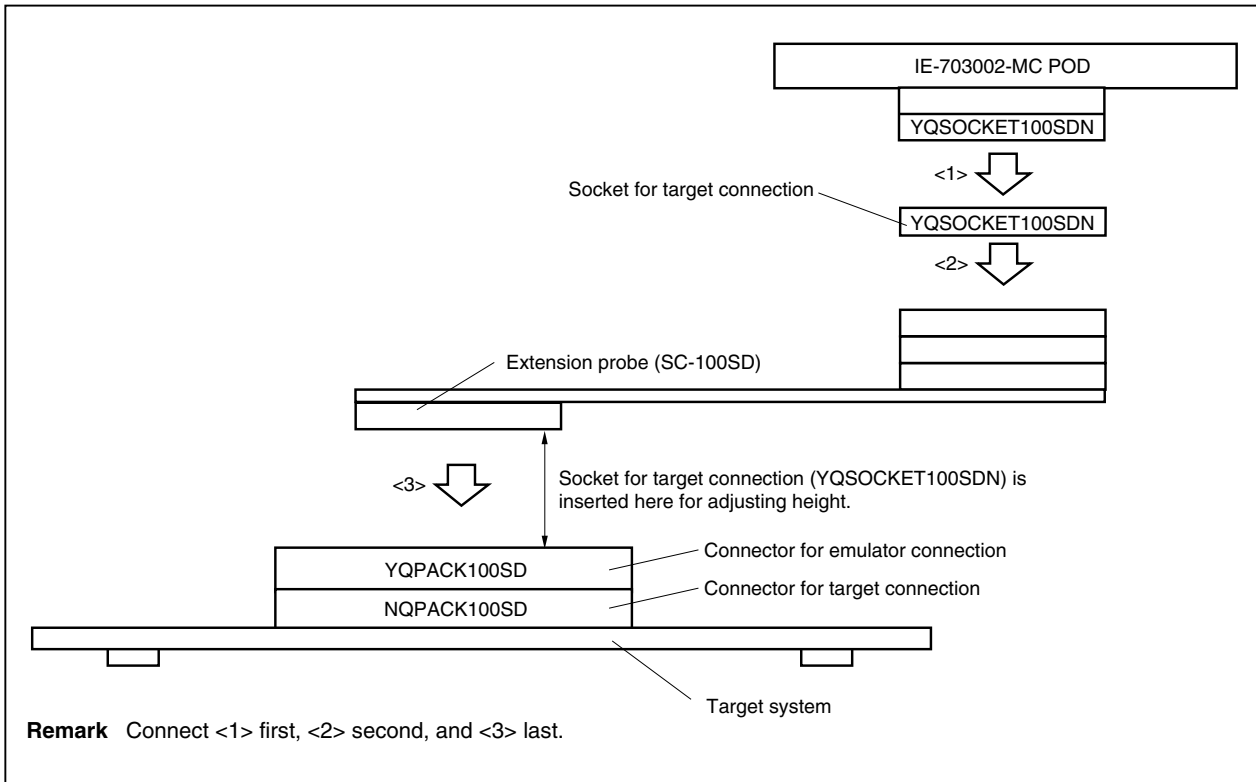 IE-703002-MC POD
YQSOCKET100SDN
<1>
Socket for target connection
YQSOCKET100SDN
<2>
Extension probe (SC-100SD)
<3>
Socket for target connection (YQSOCKET100SDN) is
inserted here for adjusting height.
Connector for emulator connection
YQPACK100SD
Connector for target connection
NQPACK100SD
Target system
Remark Connect <1> first, <2> second, and <3> last.